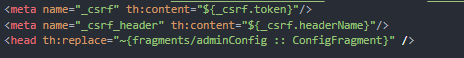 <meta name="_csrf" th:content="${_csrf.token}"/>
<meta name="_csrf_header" th:content="${_csrf.headerName}"/>
<head th:replace="~{fragments/adminConfig :: ConfigFragment}" />